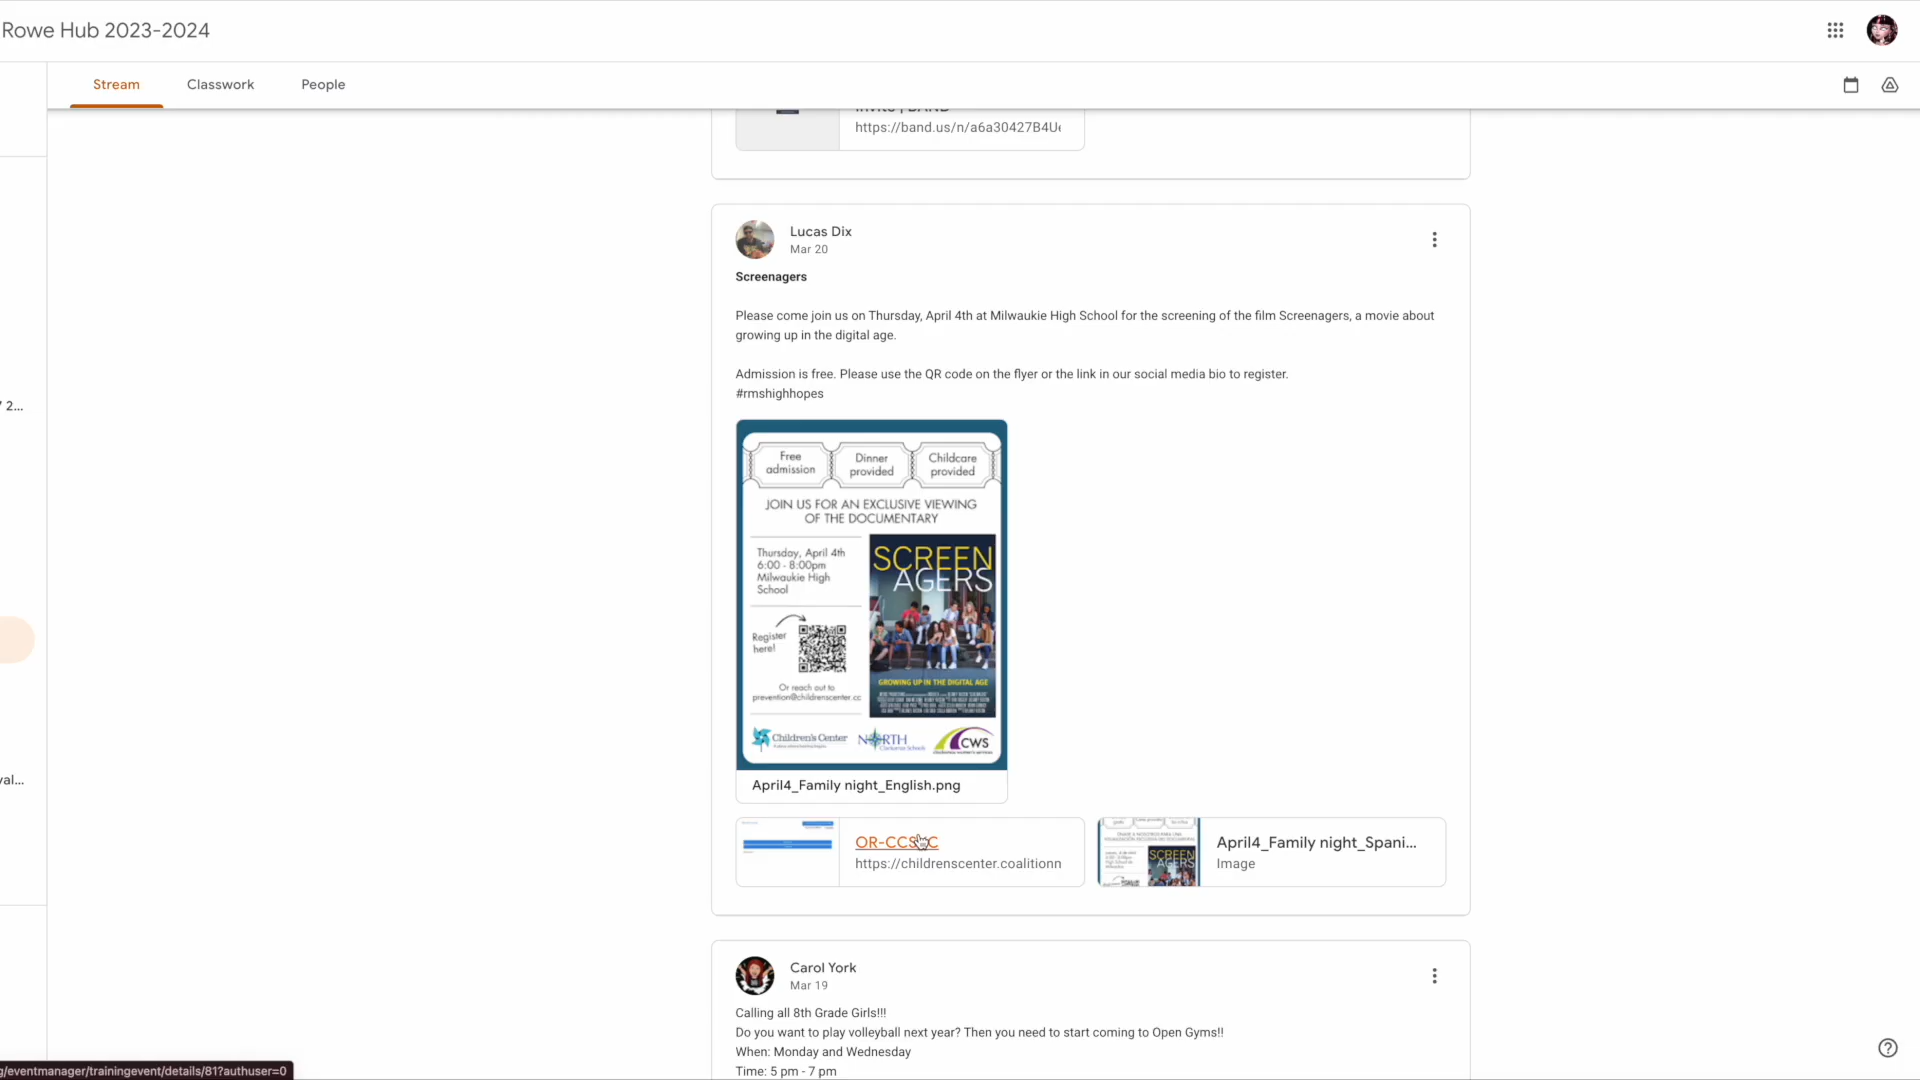 Rowe Hub 2023-2024
Stream
Classwork
People
https://band.us/n/a6a30427B4U
Lucas Dix
Mar 20
Screenagers
Please come join us on Thursday, April 4th at Milwaukie High School for the screening of the film Screenagers, a movie about
growing up in the digital age.
Admission is free. Please use the QR code on the flyer or the link in our social media bio to register.
#rmshighhopes
Free
admission
Dinner
provided
Childcare
provided
JOIN US FOR AN EXCLUSIVE VIEWING
OF THE DOCUMENTARY
Thursday, April 4th
6:00 - 8:00pm
Milwaukie High
School
SCREEN
AGERS
Register
here!
Or reach out to
prevention@childrenscenter.cc
GROWING UP IN THE DIGITAL AGE
Children's Center
NORTH
Clackamas Schools
CWS
April4_Family night_English.png
OR-CCS
https://childrenscenter.coalitionn
April4_Family night_Spani...
Image
Carol York
Mar 19
Calling all 8th Grade Girls!!!
Do you want to play volleyball next year? Then you need to start coming to Open Gyms!!
When: Monday and Wednesday
Time: 5 pm - 7 pm
2...
val...
g/eventmanager/trainingevent/details/81?authuser=0